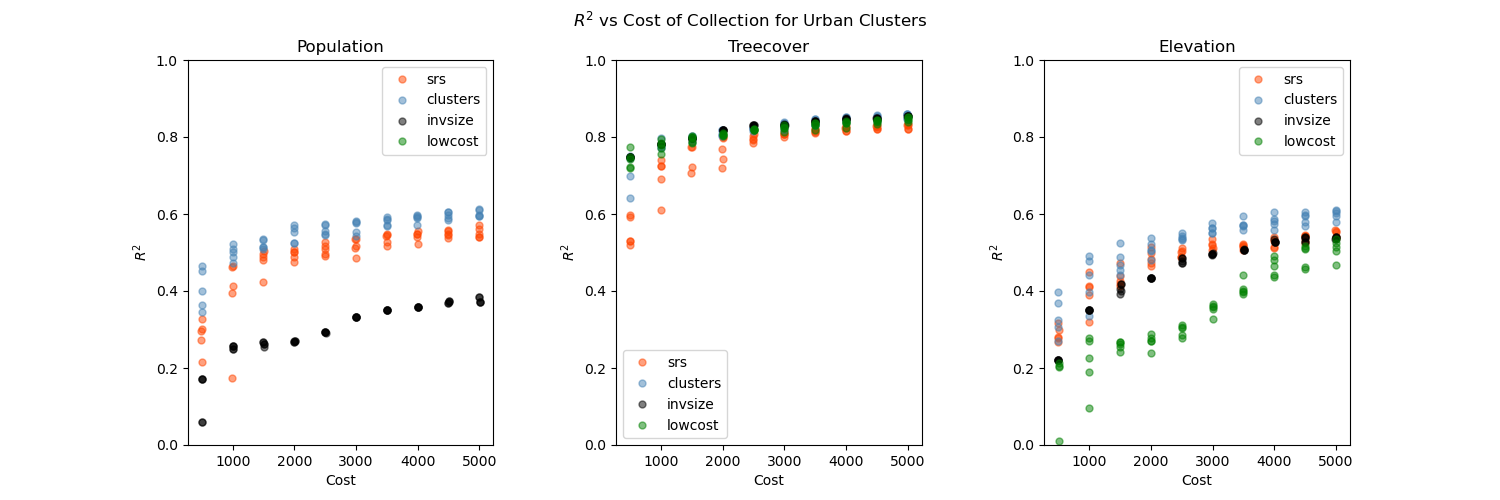 R² vs Cost of Collection for Urban Clusters
Population
1.0
0.8
0.6
0.4
0.2
0.0
R²
srs
clusters
invsize
lowcost
1000 2000 3000 4000 5000
Cost
Treecover
1.0
0.8
0.6
0.4
0.2
0.0
R²
srs
clusters
invsize
lowcost
1000 2000 3000 4000 5000
Cost
Elevation
1.0
0.8
0.6
0.4
0.2
0.0
R²
srs
clusters
invsize
lowcost
1000 2000 3000 4000 5000
Cost